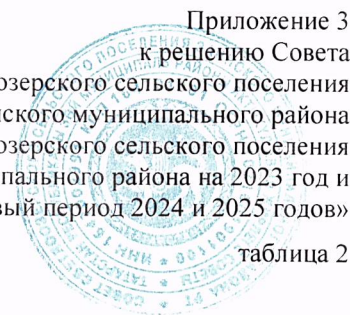 Приложение 3
к решению Совета
озерского сельского поселения
ского муниципального района
озерского сельского поселения
пального района на 2023 год и
вый период 2024 и 2025 годов»
таблица 2